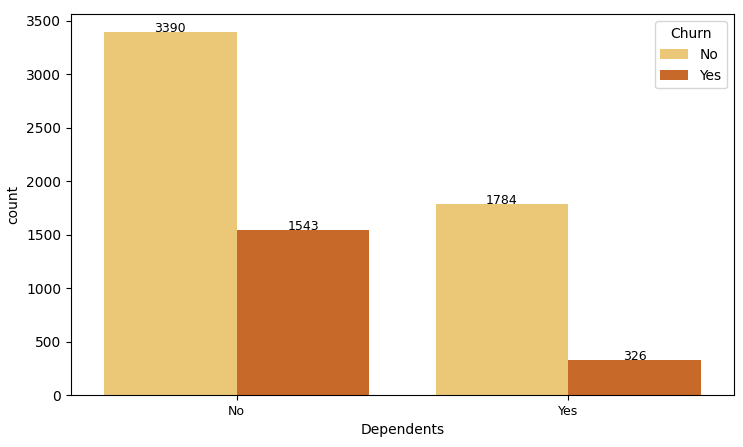 3500
3000
2500
2000
1500
1000
500
0
count
3390
1543
1784
326
Churn
No
Yes
No
Yes
Dependents